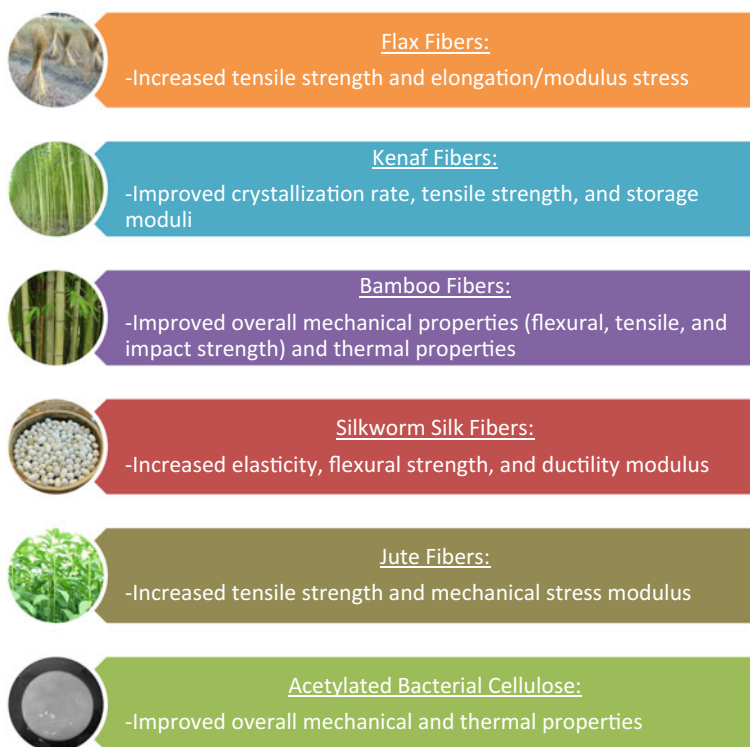 Flax Fibers:
-Increased tensile strength and elongation/modulus stress
Kenaf Fibers:
-Improved crystallization rate, tensile strength, and storage
moduli
Bamboo Fibers:
-Improved overall mechanical properties (flexural, tensile, and
impact strength) and thermal properties
Silkworm Silk Fibers:
-Increased elasticity, flexural strength, and ductility modulus
Jute Fibers:
-Increased tensile strength and mechanical stress modulus
Acetylated Bacterial Cellulose:
-Improved overall mechanical and thermal properties